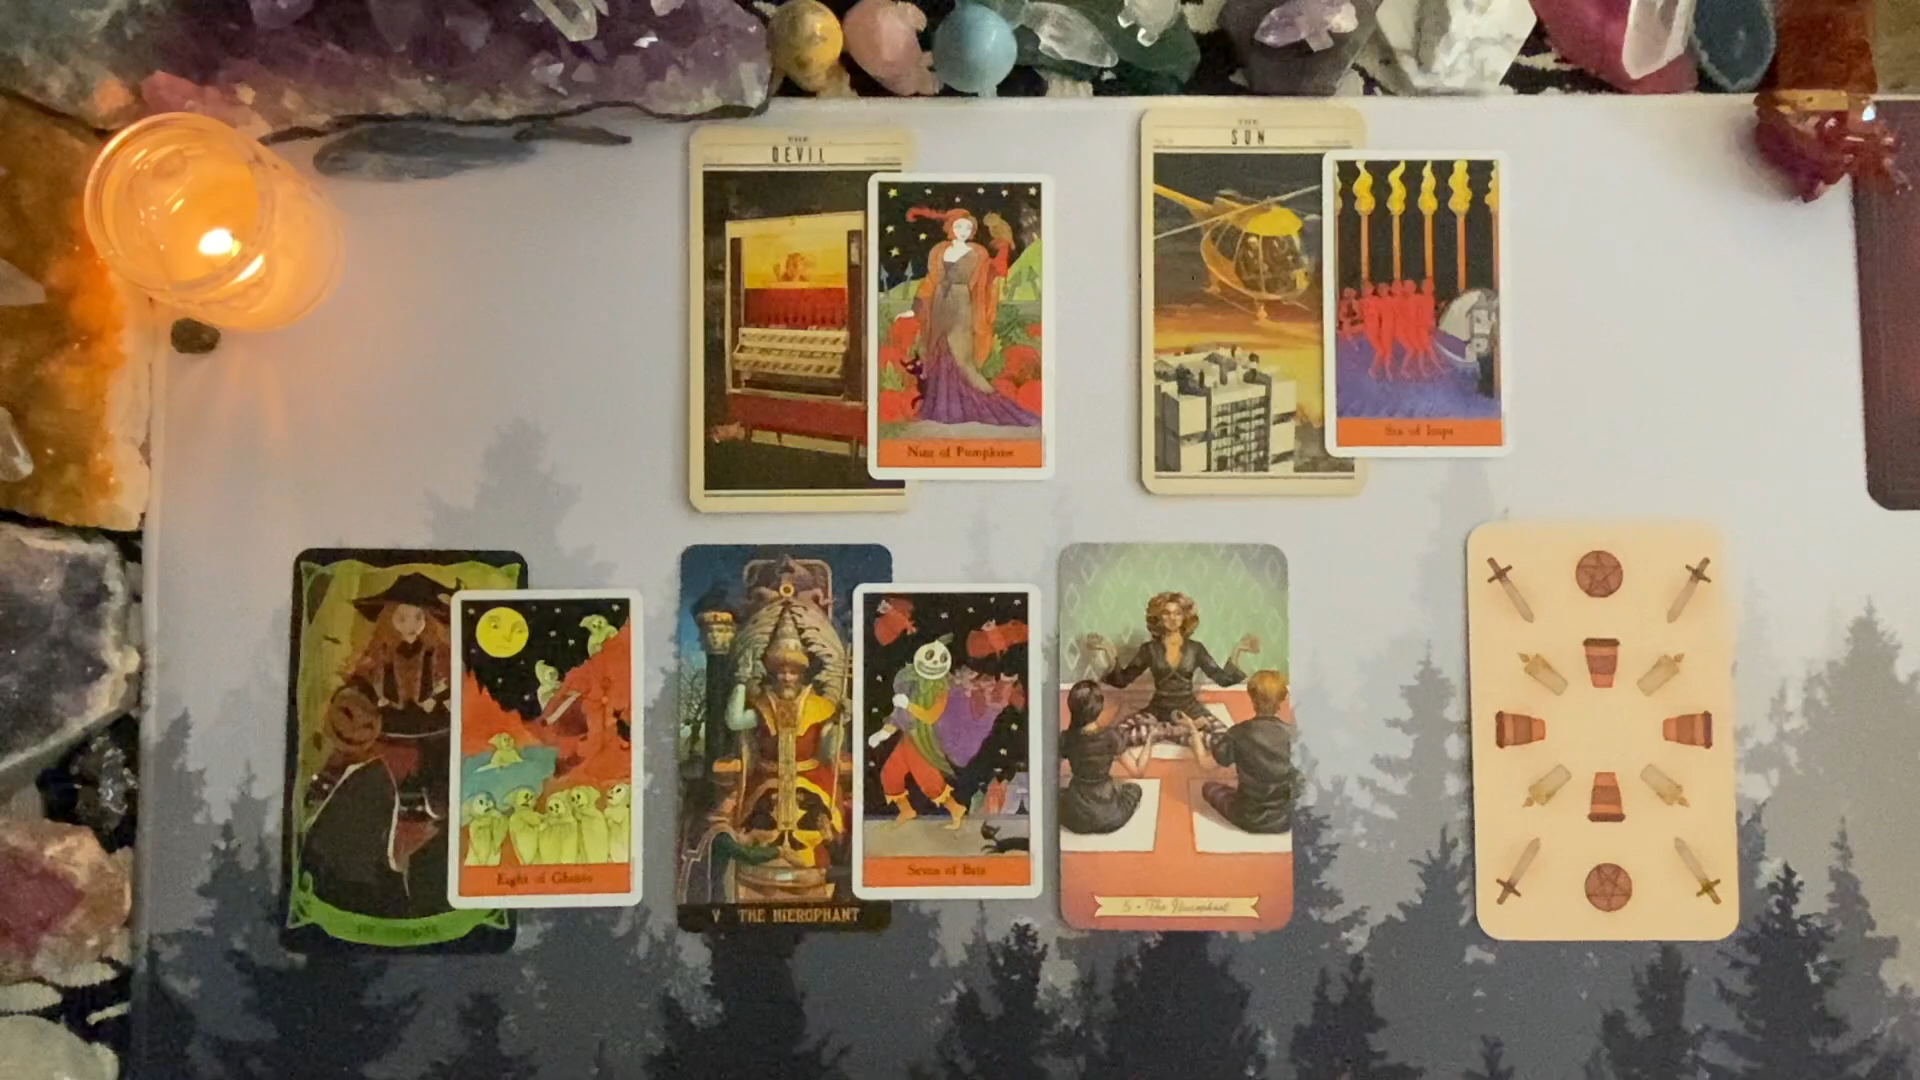 THE
DEVIL
Nine of Pumpkins
THE
SUN
Six of Imps
Eight of Ghosts
V THE HIEROPHANT
Seven of Bats
5 • The Hierophant